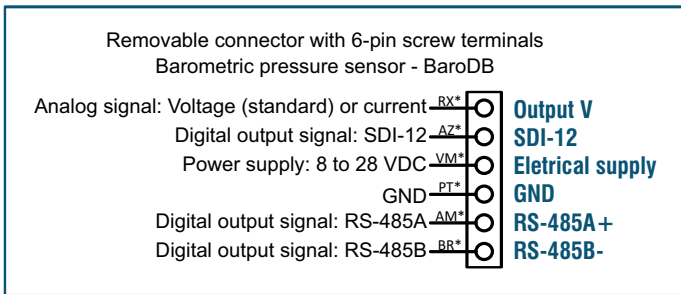 Removable connector with 6-pin screw terminals
Barometric pressure sensor - BaroDB
Analog signal: Voltage (standard) or current RX* Output V
Digital output signal: SDI-12 AZ* SDI-12
Power supply: 8 to 28 VDC VM* Eletrical supply
GND PT* GND
Digital output signal: RS-485A AM* RS-485A+
Digital output signal: RS-485B BR* RS-485B-